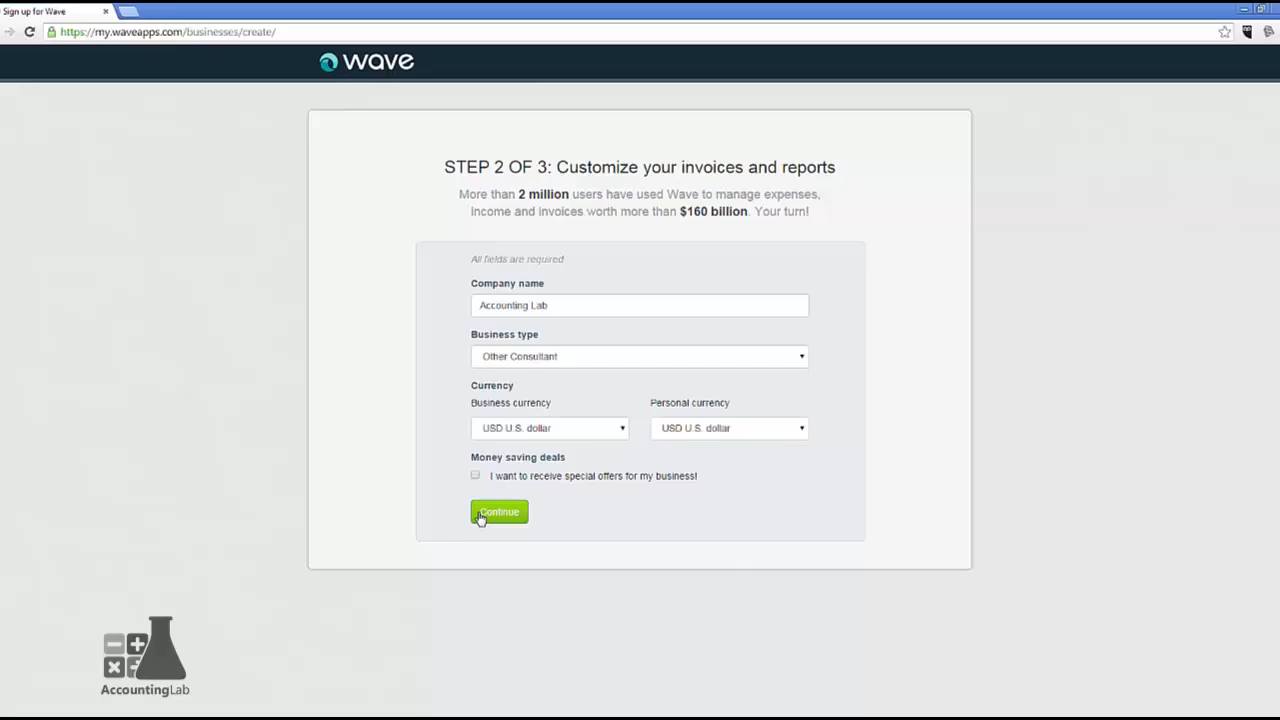 Sign up for Wave
https://my.waveapps.com/businesses/create/
wave
STEP 2 OF 3: Customize your invoices and reports
More than 2 million users have used Wave to manage expenses,
income and invoices worth more than $160 billion. Your turn!
All fields are required
Company name
Accounting Lab
Business type
Other Consultant
Currency
Business currency Personal currency
USD U.S. dollar USD U.S. dollar
Money saving deals
I want to receive special offers for my business!
Continue
AccountingLab